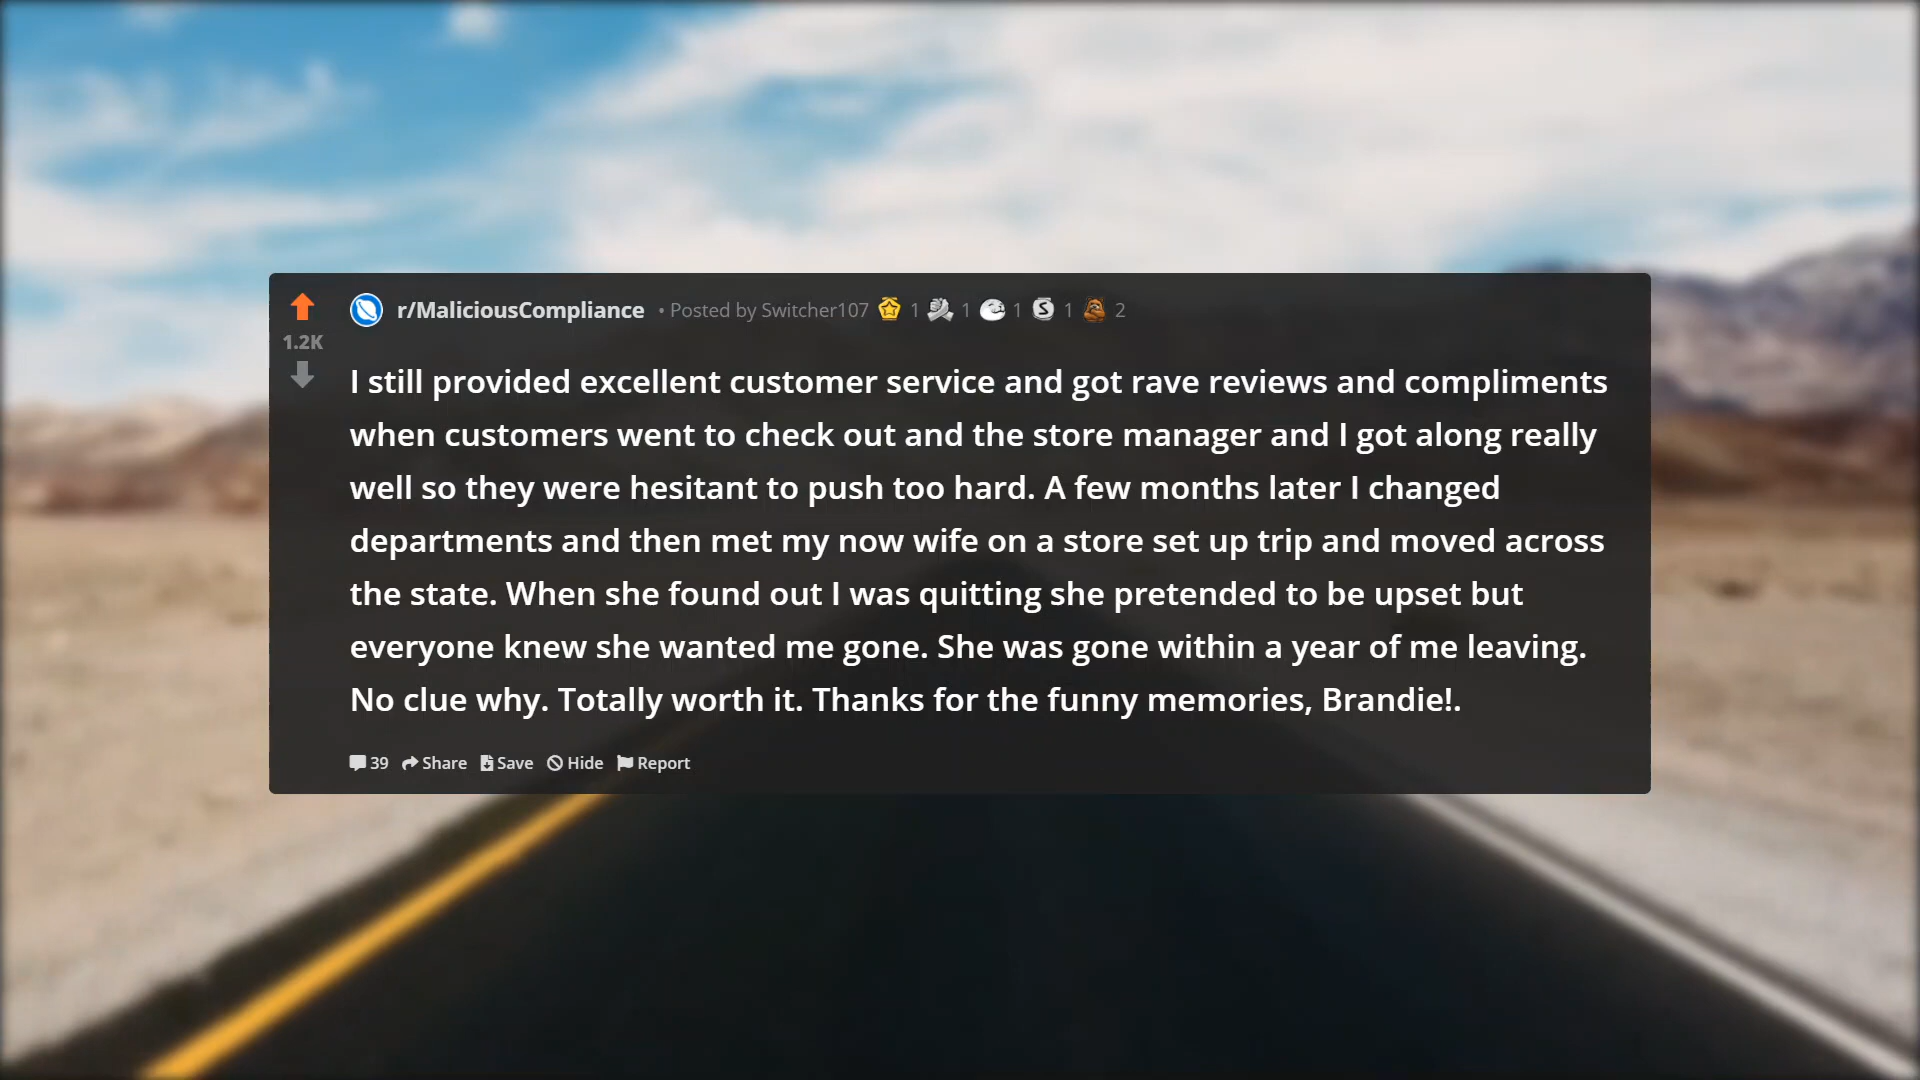 r/MaliciousCompliance • Posted by Switcher107 1 1 1 1 2
1.2K
I still provided excellent customer service and got rave reviews and compliments
when customers went to check out and the store manager and I got along really
well so they were hesitant to push too hard. A few months later I changed
departments and then met my now wife on a store set up trip and moved across
the state. When she found out I was quitting she pretended to be upset but
everyone knew she wanted me gone. She was gone within a year of me leaving.
No clue why. Totally worth it. Thanks for the funny memories, Brandie!.
39 Share Save Hide Report